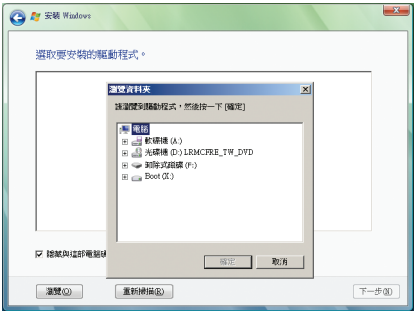 安裝 Windows
選取要安裝的驅動程式。
瀏覽資料夾
請瀏覽到驅動程式，然後按一下 [確定]
電腦
軟碟機 (A:)
光碟機 (D:) LRMCFRE_TW_DVD
卸除式磁碟 (F:)
Boot (X:)
隱藏與這部電腦硬
確定
取消
瀏覽(O)
重新掃描(R)
下一步(N)